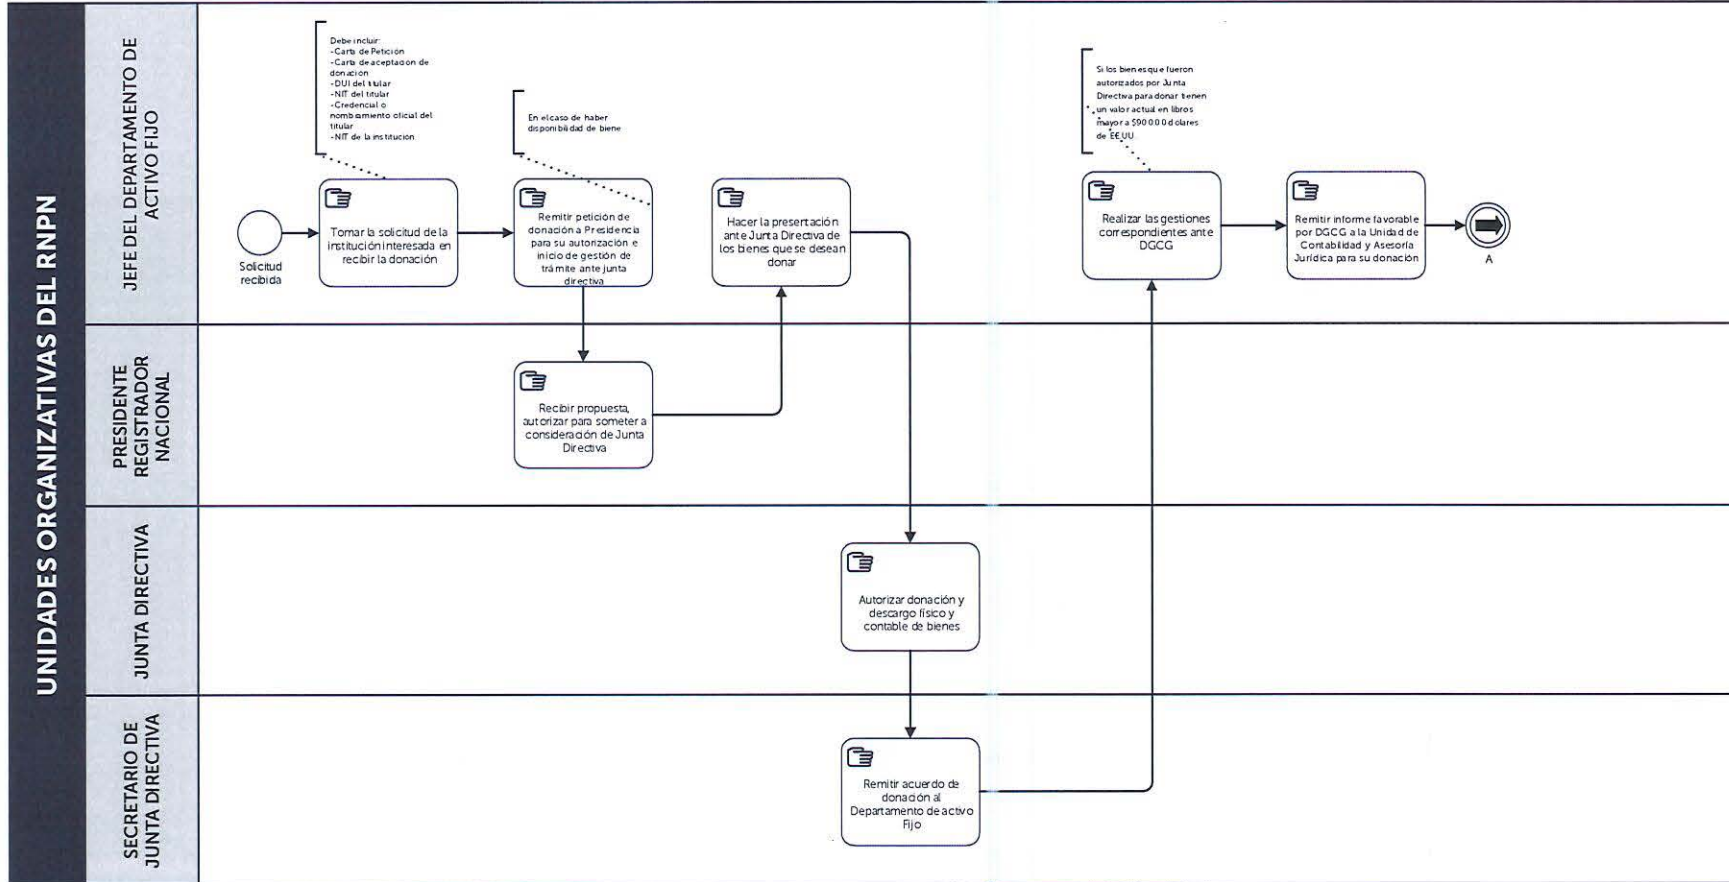 UNIDADES ORGANIZATIVAS DEL RNPN
JEFE DEL DEPARTAMENTO DE
ACTIVO FIJO
Debe incluir:
-Carta de Petición
-Carta de aceptacion de
donacion
-DUI del titular
-NIT del titular
-Credencial o
nombramiento oficial del
titular
-NIT de la institucion
En el caso de haber
disponibilidad de biene
Si los bienes que fueron
autorizados por Junta
Directiva para donar tienen
un valor actual en libros
mayor a $900.00 dolares
de EE.UU
Solicitud
recibida
Tomar la solicitud de la
institución interesada en
recibir la donación
Remitir petición de
donación a Presidencia
para su autorización e
inicio de gestión de
trámite ante junta
directiva
Hacer la presertación
ante Junta Directiva de
los bienes que se desean
donar
Realizar las gestiones
correspondientes ante
DGCG
Remitir informe favorable
por DGCG a la Unidad de
Contabilidad y Asesoría
Jurídica para su donación
A
PRESIDENTE
REGISTRADOR
NACIONAL
Recibir propuesta,
autorizar para someter a
consideración de Junta
Directiva
JUNTA DIRECTIVA
Autorizar donación y
descargo físico y
contable de bienes
SECRETARIO DE
JUNTA DIRECTIVA
Remitir acuerdo de
donación al
Departamento de activo
Fijo